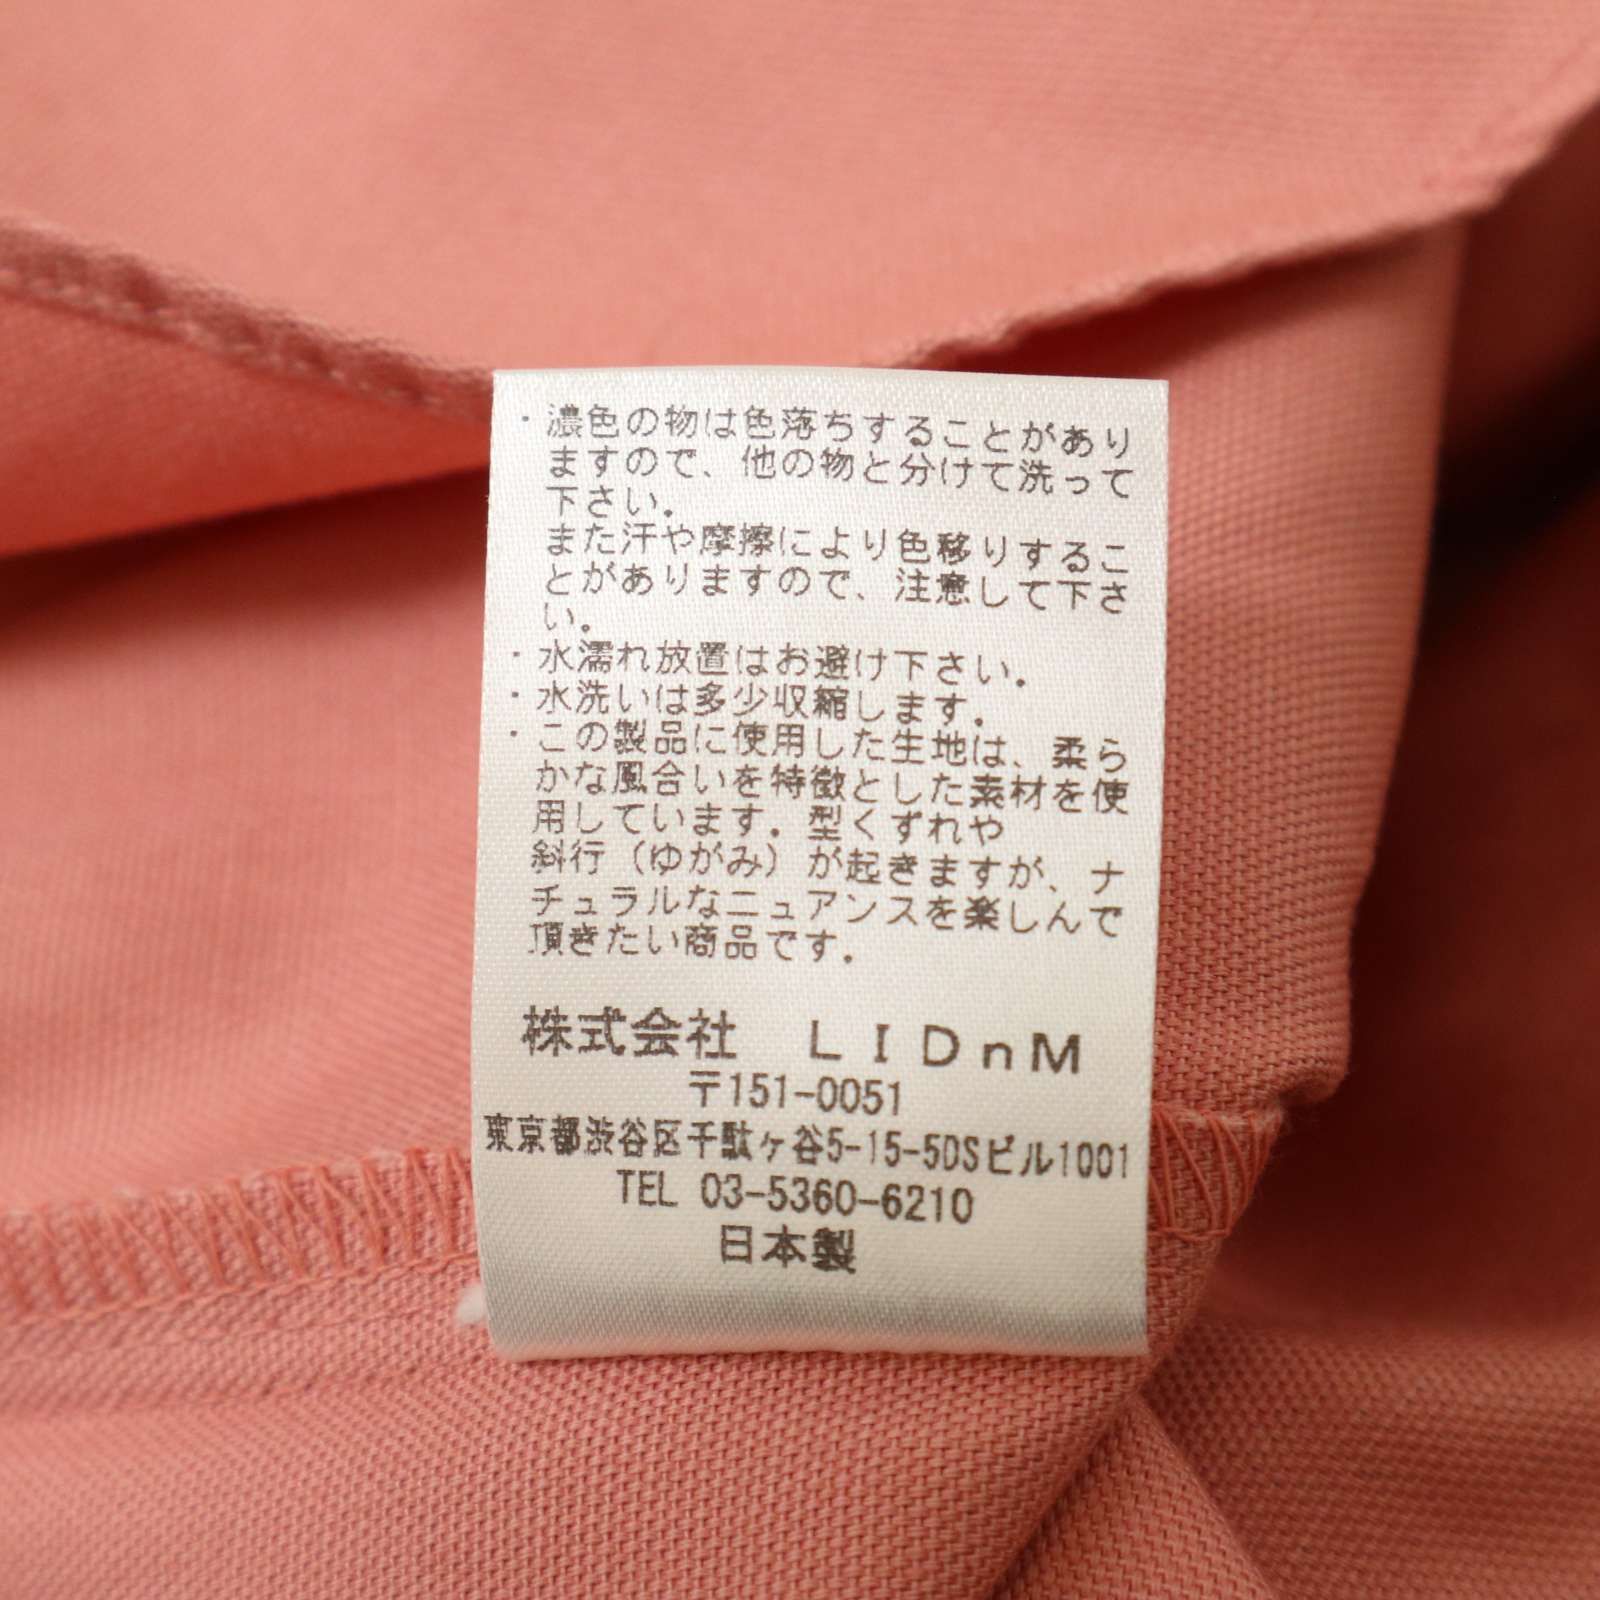 ・濃色の物は色落ちすることがあり
ますので、他の物と分けて洗って
下さい．
また汗や摩擦により色移りするこ
とがありますので、注意して下さ
い．
・水濡れ放置はお避け下さい．
・水洗いは多少収縮します．
・この製品に使用した生地は、柔ら
かな風合いを特徴とした素材を使
用しています．型くずれや
斜行（ゆがみ）が起きますが、ナ
チュラルなニュアンスを楽しんで
頂きたい商品です．
株式会社　ＬＩＤｎＭ
〒151-0051
東京都渋谷区千駄ヶ谷5-15-5DSビル1001
TEL 03-5360-6210
日本製